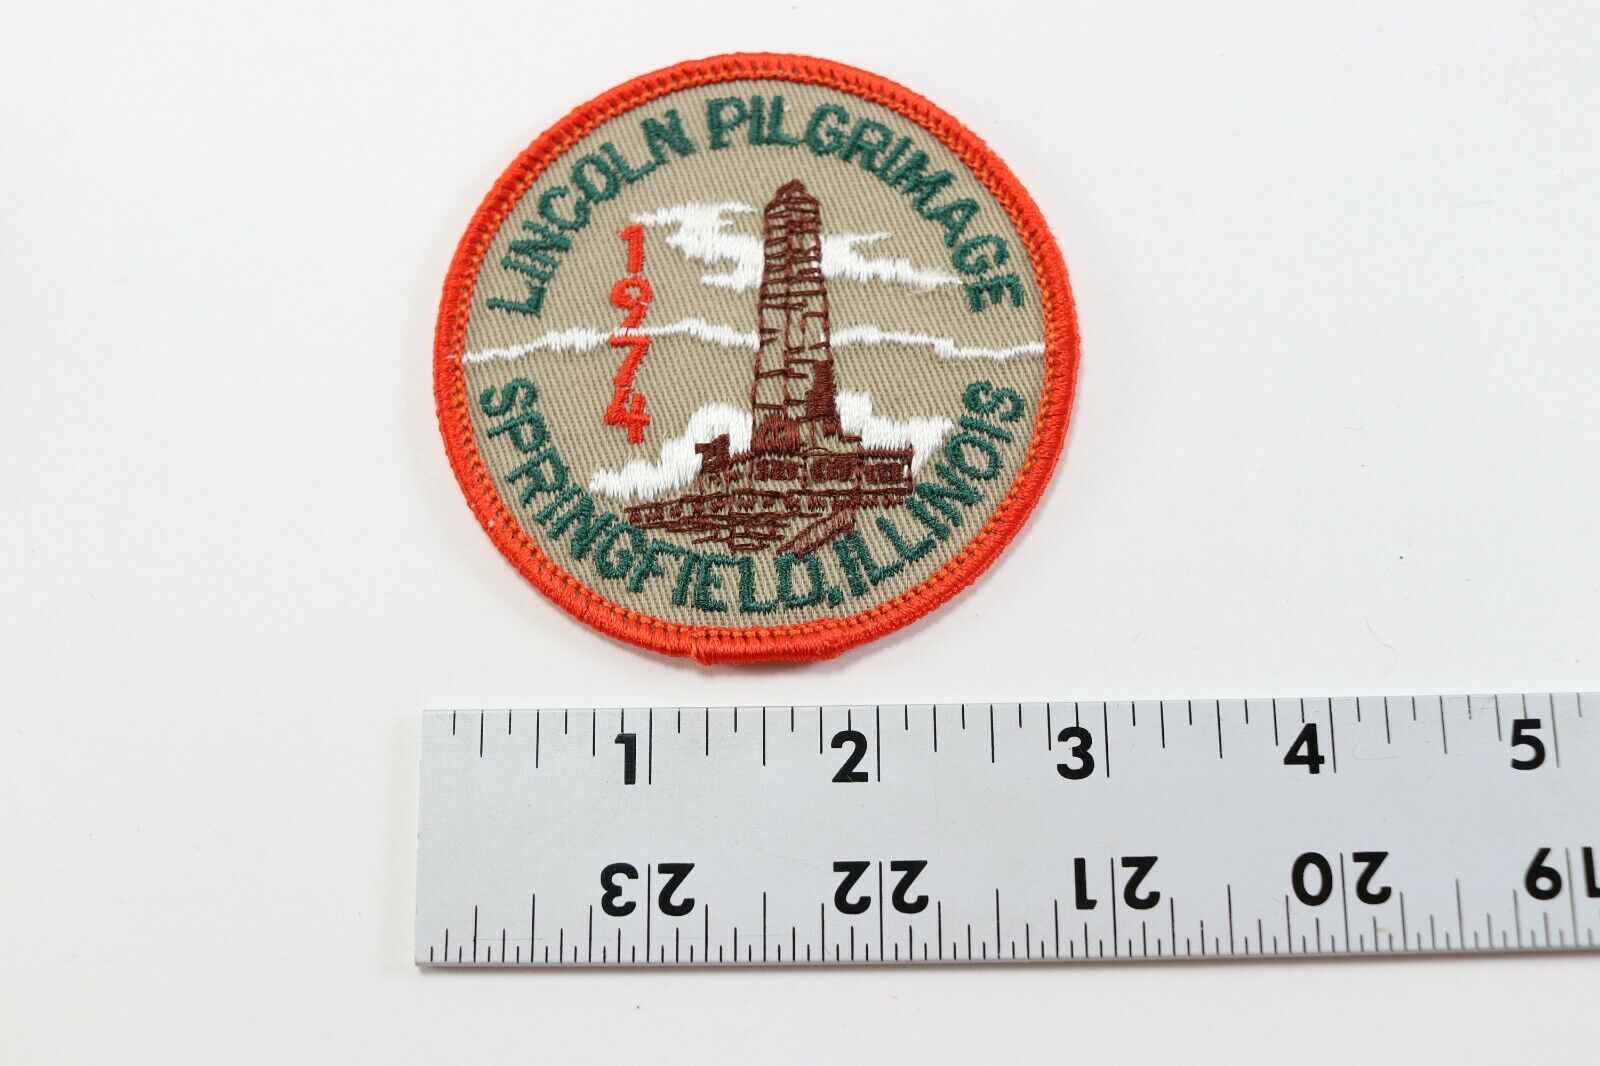 LINCOLN PILGRIMAGE
1974
SPRINGFIELD, ILLINOIS
1 2 3 4 5
23 22 21 20 19